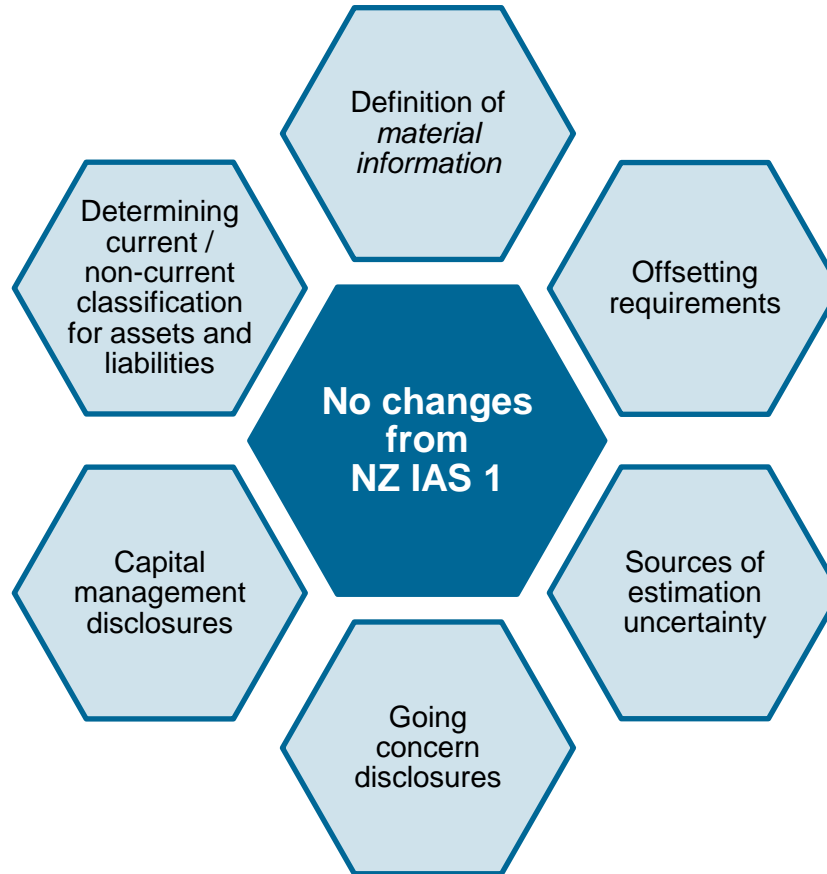 Definition of
material
information
Determining
current /
non-current
classification
for assets and
liabilities
Offsetting
requirements
No changes
from
NZ IAS 1
Capital
management
disclosures
Sources of
estimation
uncertainty
Going
concern
disclosures